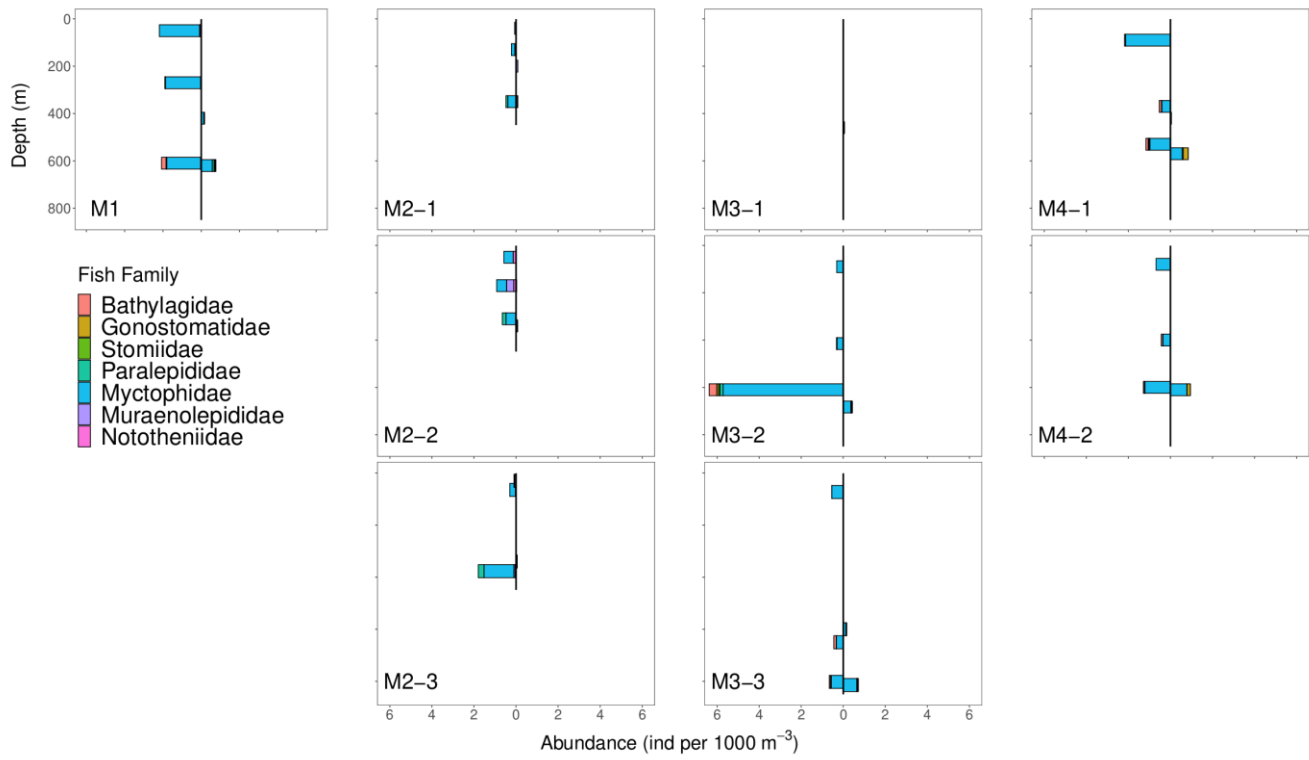 0
200
400
600
800
Depth (m)
M1
M2−1
M3−1
M4−1
Fish Family
Bathylagidae
Gonostomatidae
Stomiidae
Paralepididae
Myctophidae
Muraenolepididae
Nototheniidae
M2−2
M3−2
M4−2
M2−3
M3−3
6 4 2 0 2 4 6
6 4 2 0 2 4 6
Abundance (ind per 1000 m⁻³)